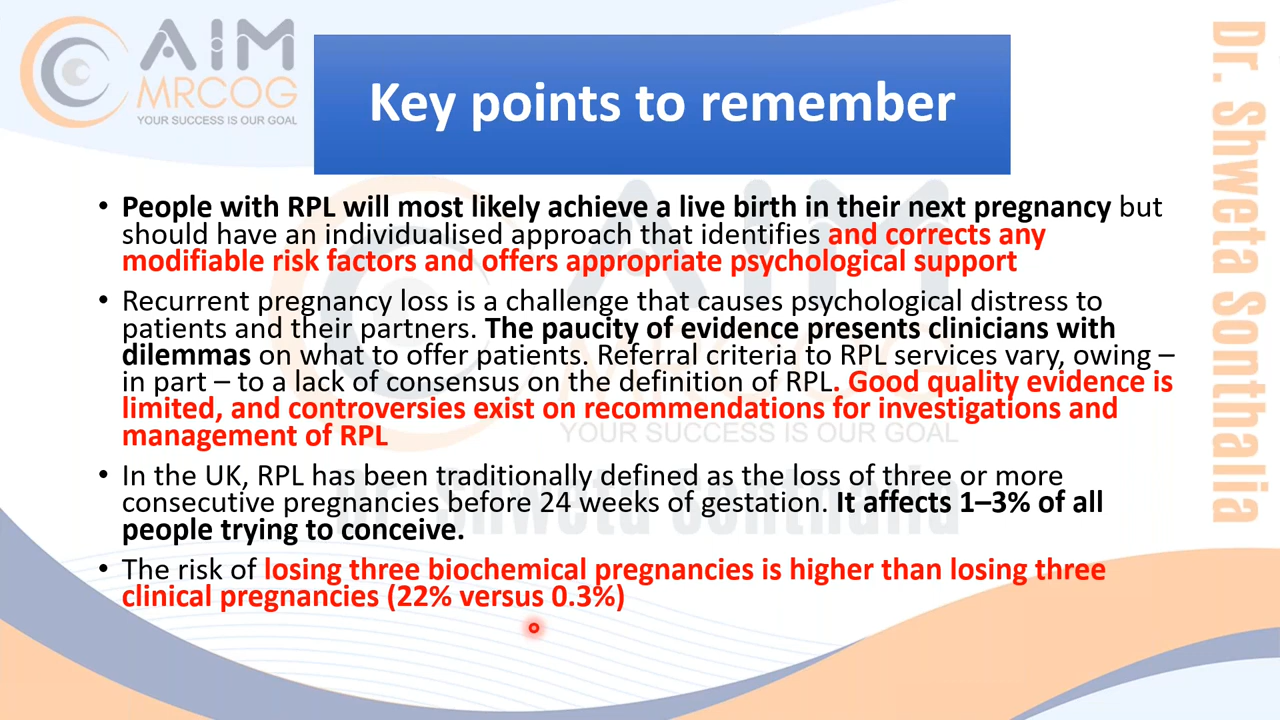 AIM
MRCOG
YOUR SUCCESS IS OUR GOAL
Key points to remember
• People with RPL will most likely achieve a live birth in their next pregnancy but
should have an individualised approach that identifies and corrects any
modifiable risk factors and offers appropriate psychological support
• Recurrent pregnancy loss is a challenge that causes psychological distress to
patients and their partners. The paucity of evidence presents clinicians with
dilemmas on what to offer patients. Referral criteria to RPL services vary, owing –
in part – to a lack of consensus on the definition of RPL. Good quality evidence is
limited, and controversies exist on recommendations for investigations and
management of RPL
• In the UK, RPL has been traditionally defined as the loss of three or more
consecutive pregnancies before 24 weeks of gestation. It affects 1–3% of all
people trying to conceive.
• The risk of losing three biochemical pregnancies is higher than losing three
clinical pregnancies (22% versus 0.3%)
Dr. Shweta Sonthalia
AIM
YOUR SUCCESS IS OUR GOAL
Dr. Shweta Sonthalia